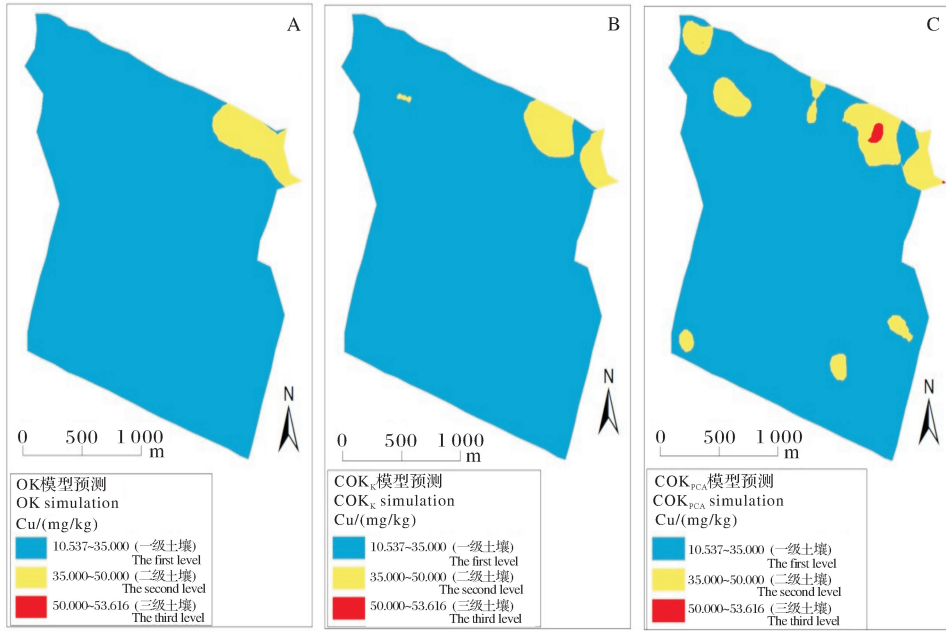 A
N
0 500 1 000
m
OK模型预测
OK simulation
Cu/(mg/kg)
10.537~35.000 (一级土壤)
The first level
35.000~50.000 (二级土壤)
The second level
50.000~53.616 (三级土壤)
The third level
B
N
0 500 1 000
m
COKK模型预测
COKK simulation
Cu/(mg/kg)
10.537~35.000 (一级土壤)
The first level
35.000~50.000 (二级土壤)
The second level
50.000~53.616 (三级土壤)
The third level
C
N
0 500 1 000
m
COKPCA模型预测
COKPCA simulation
Cu/(mg/kg)
10.537~35.000 (一级土壤)
The first level
35.000~50.000 (二级土壤)
The second level
50.000~53.616 (三级土壤)
The third level